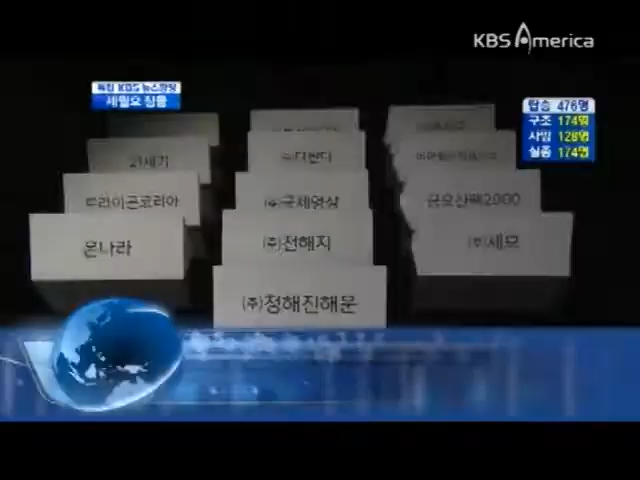 KBS America
특집 KBS 뉴스광장
세월호 침몰
탑승 476명
구조 174명
사망 128명
실종 174명
21세기
㈜다판다
트라이곤코리아
㈜국제영상
금오산맥2000
온나라
㈜천해지
㈜세모
㈜청해진해운